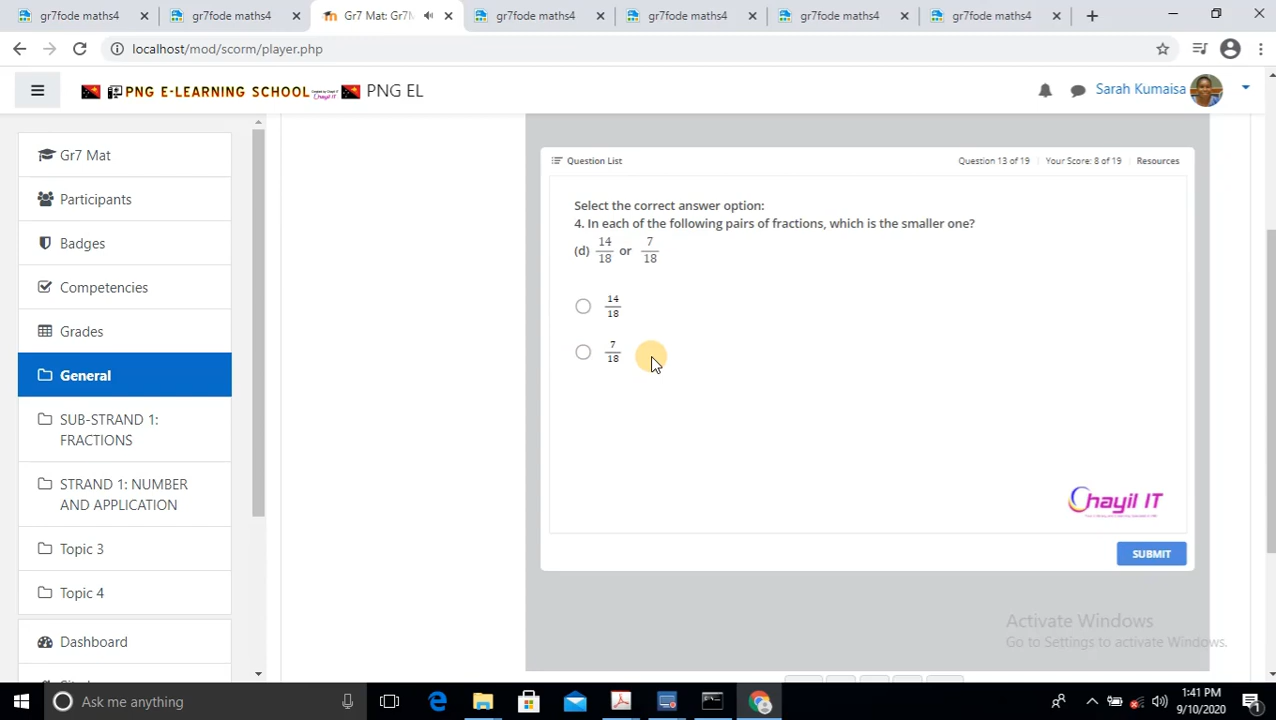 gr7fode maths4
gr7fode maths4
Gr7 Mat: Gr7N
gr7fode maths4
gr7fode maths4
gr7fode maths4
gr7fode maths4
localhost/mod/scorm/player.php
PNG E-LEARNING SCHOOL
Chayil IT
PNG EL
Sarah Kumaisa
Gr7 Mat
Participants
Badges
Competencies
Grades
General
SUB-STRAND 1:
FRACTIONS
STRAND 1: NUMBER
AND APPLICATION
Topic 3
Topic 4
Dashboard
Question List
Question 13 of 19
Your Score: 8 of 19
Resources
Select the correct answer option:
4. In each of the following pairs of fractions, which is the smaller one?
(d) 14/18 or 7/18
14/18
7/18
Chayil IT
SUBMIT
Activate Windows
Go to Settings to activate Windows.
Ask me anything
1:41 PM
9/10/2020
1